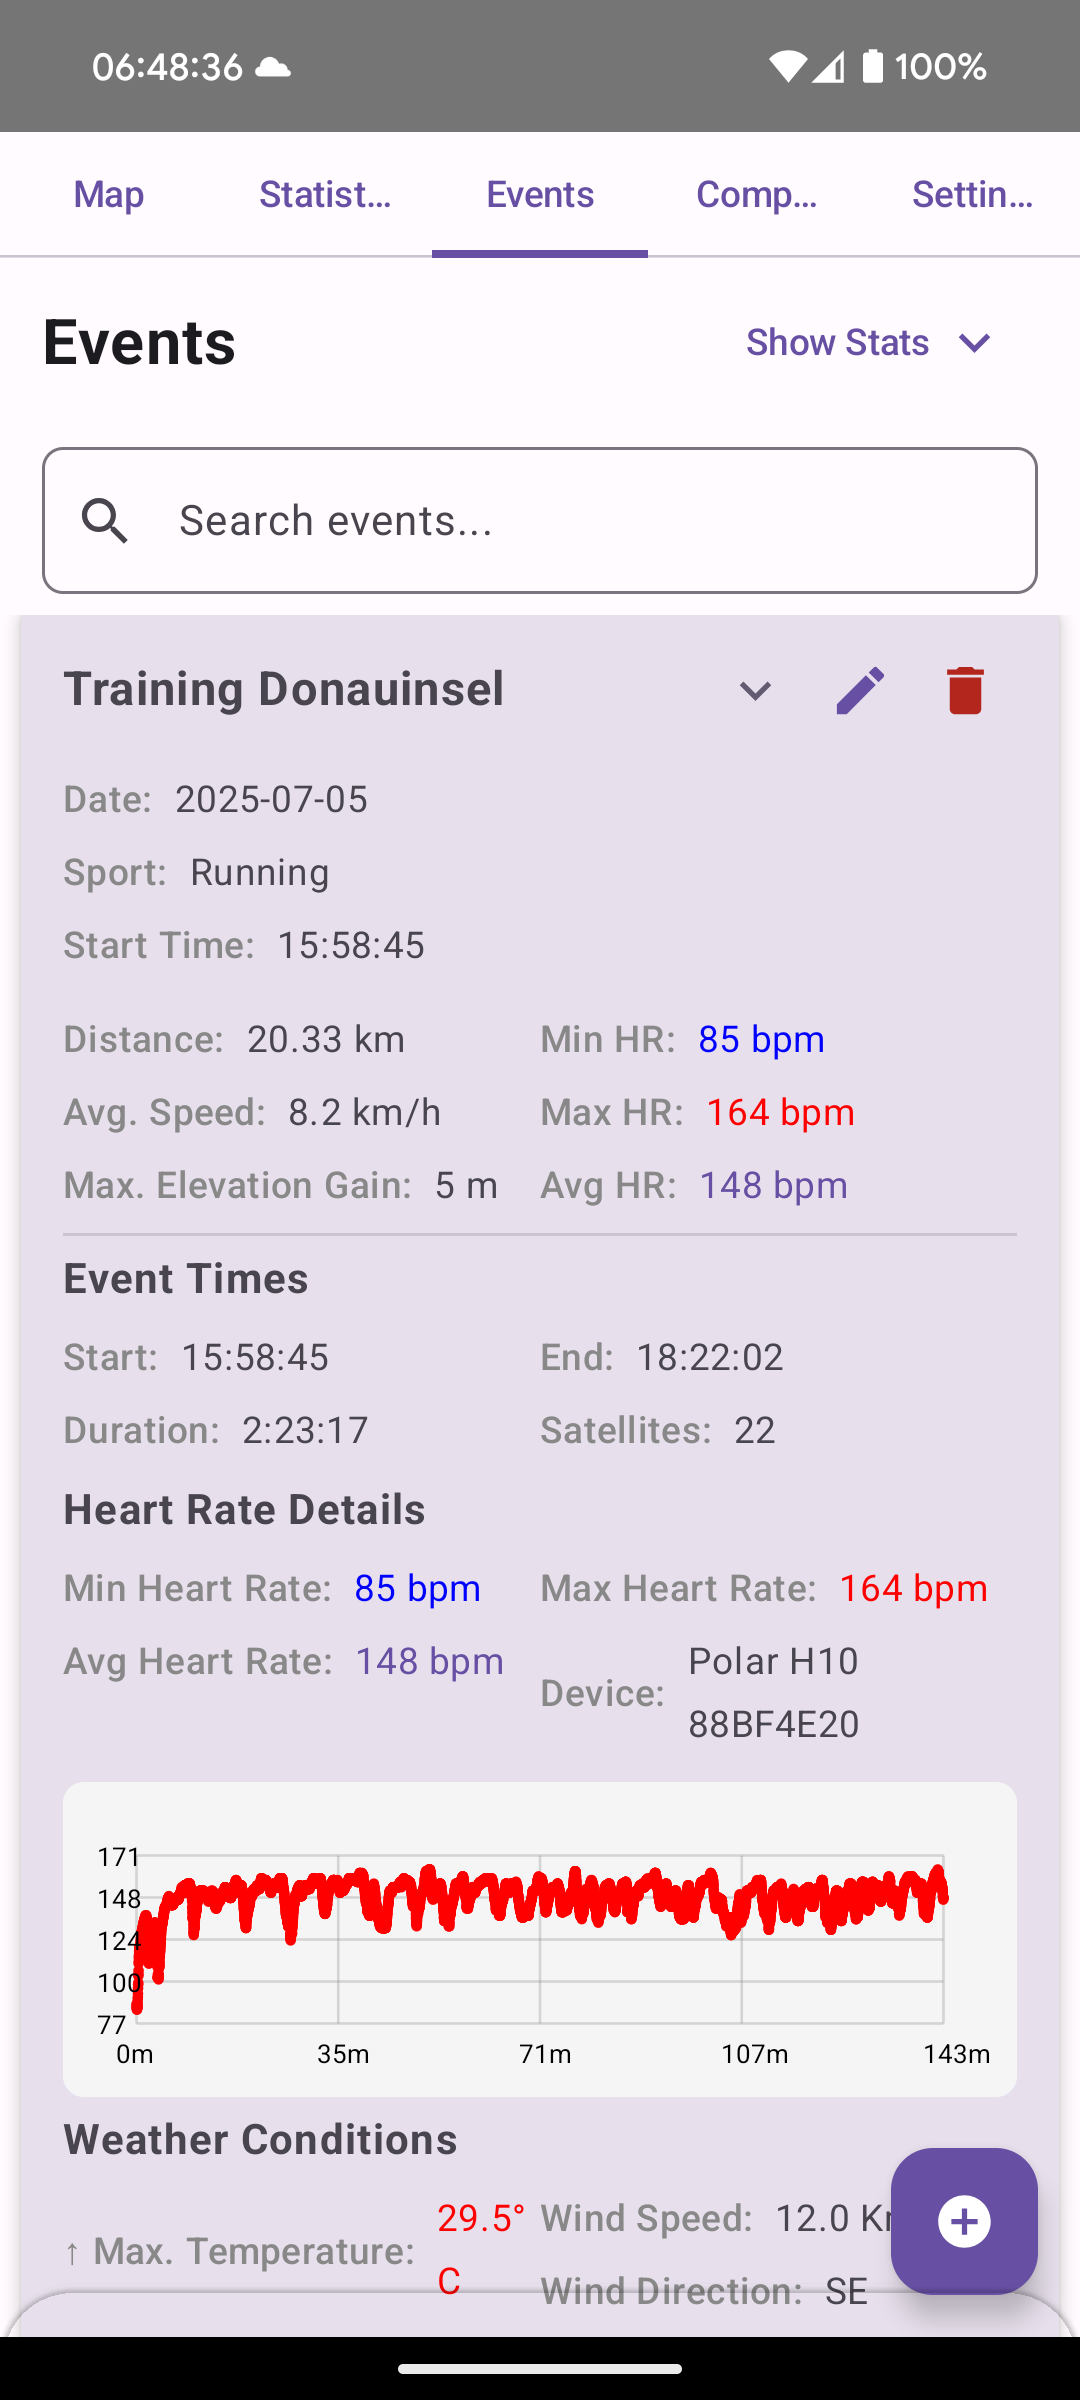 06:48:36 100%
Map Statist... Events Comp... Settin...
Events Show Stats
Search events...
Training Donauinsel
Date: 2025-07-05
Sport: Running
Start Time: 15:58:45
Distance: 20.33 km Min HR: 85 bpm
Avg. Speed: 8.2 km/h Max HR: 164 bpm
Max. Elevation Gain: 5 m Avg HR: 148 bpm
Event Times
Start: 15:58:45 End: 18:22:02
Duration: 2:23:17 Satellites: 22
Heart Rate Details
Min Heart Rate: 85 bpm Max Heart Rate: 164 bpm
Avg Heart Rate: 148 bpm Device: Polar H10
88BF4E20
171
148
124
100
77
0m 35m 71m 107m 143m
Weather Conditions
↑ Max. Temperature: 29.5°
C
Wind Speed: 12.0
Wind Direction: SE